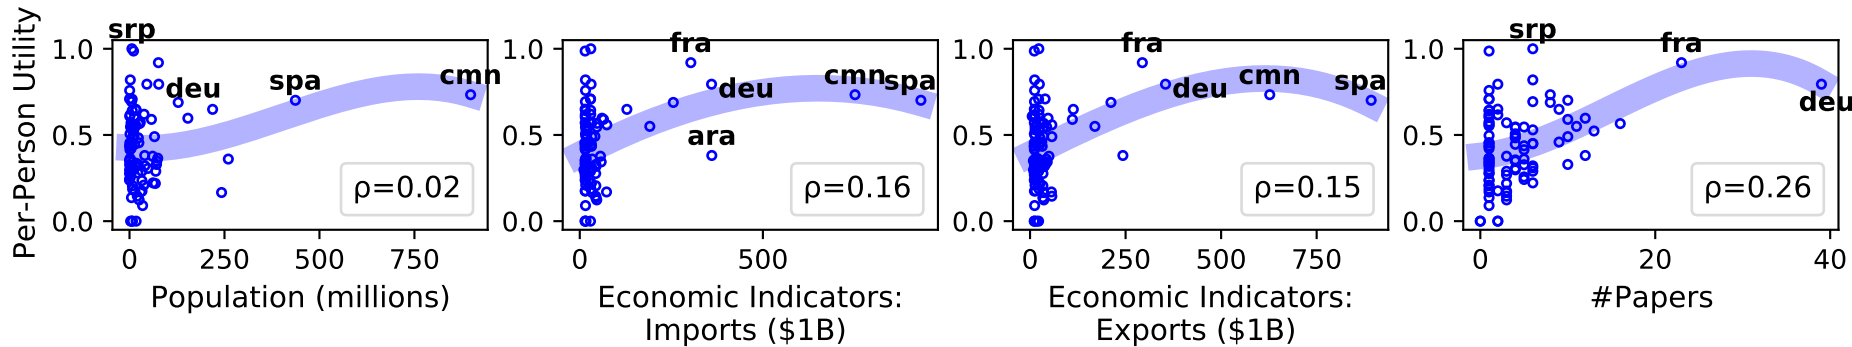 Per-Person Utility
1.0
0.5
0.0
srp
deu
spa
cmn
ρ=0.02
0
250
500
750
Population (millions)
1.0
0.5
0.0
fra
deu
cmn
spa
ara
ρ=0.16
0
500
Economic Indicators:
Imports ($1B)
1.0
0.5
0.0
fra
deu
cmn
spa
ρ=0.15
0
250
500
750
Economic Indicators:
Exports ($1B)
1.0
0.5
0.0
srp
fra
deu
ρ=0.26
0
20
40
#Papers